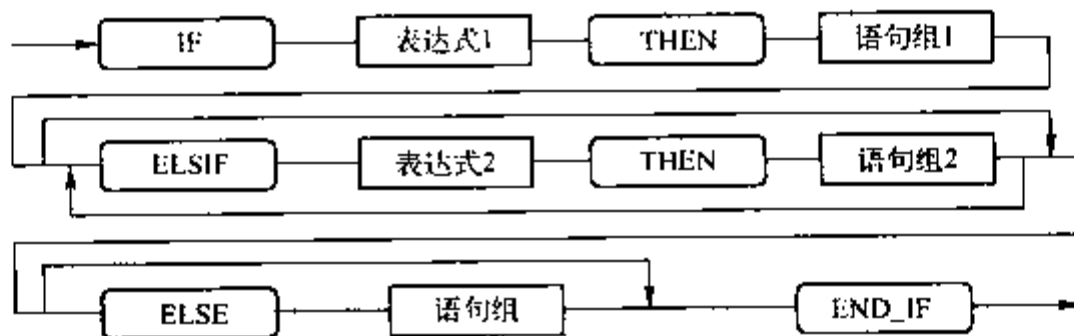 IF 表达式1 THEN 语句组1
ELSIF 表达式2 THEN 语句组2
ELSE 语句组 END_IF